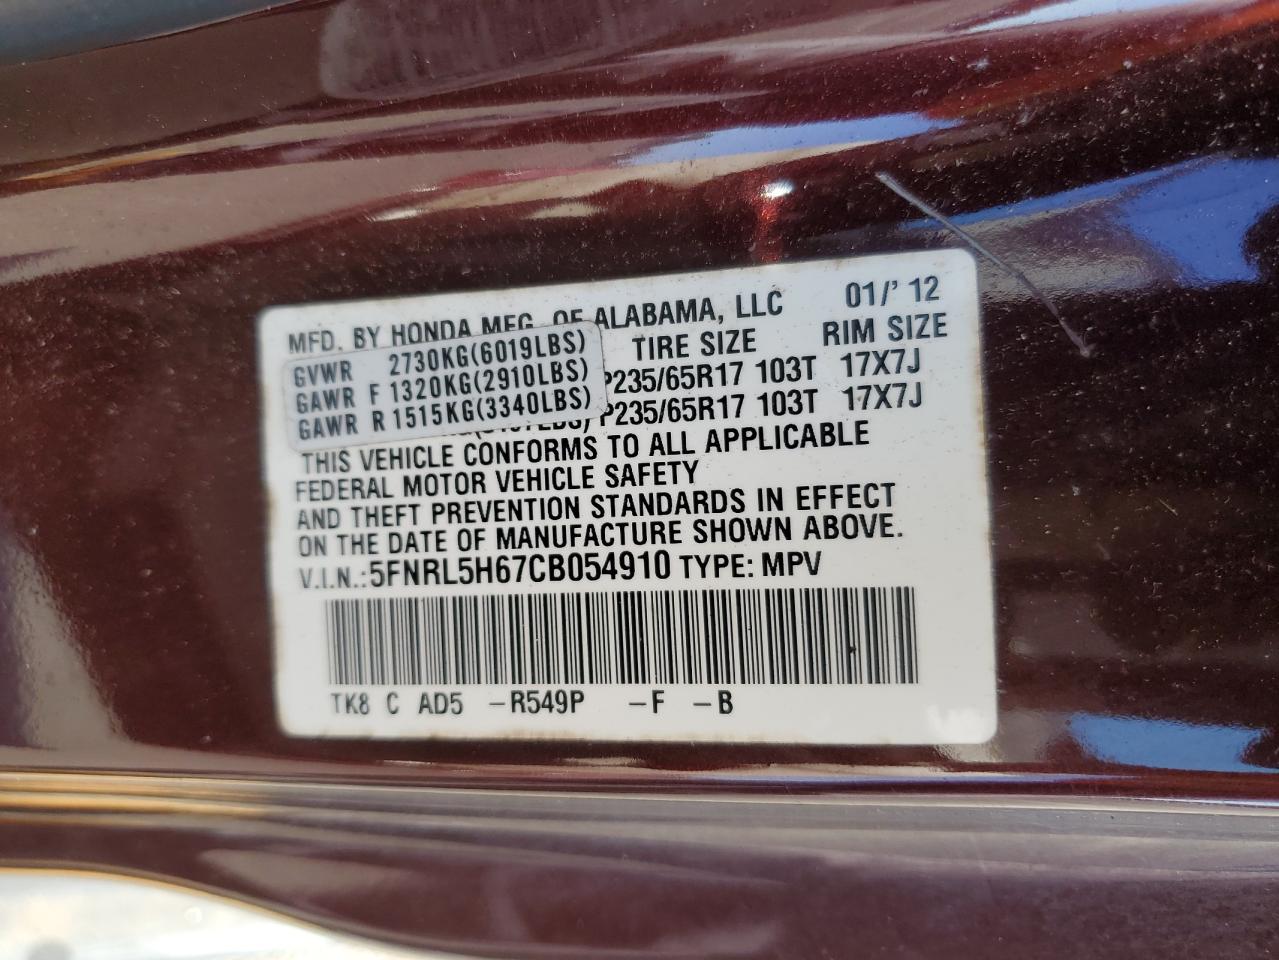 MFD. BY HONDA MFG. OF ALABAMA, LLC 01/' 12
TIRE SIZE RIM SIZE
GVWR 2730KG(6019LBS)
GAWR F 1320KG(2910LBS) P235/65R17 103T 17X7J
GAWR R 1515KG(3340LBS) P235/65R17 103T 17X7J
THIS VEHICLE CONFORMS TO ALL APPLICABLE
FEDERAL MOTOR VEHICLE SAFETY
AND THEFT PREVENTION STANDARDS IN EFFECT
ON THE DATE OF MANUFACTURE SHOWN ABOVE.
V.I.N.:5FNRL5H67CB054910 TYPE: MPV
TK8 C AD5 -R549P -F -B